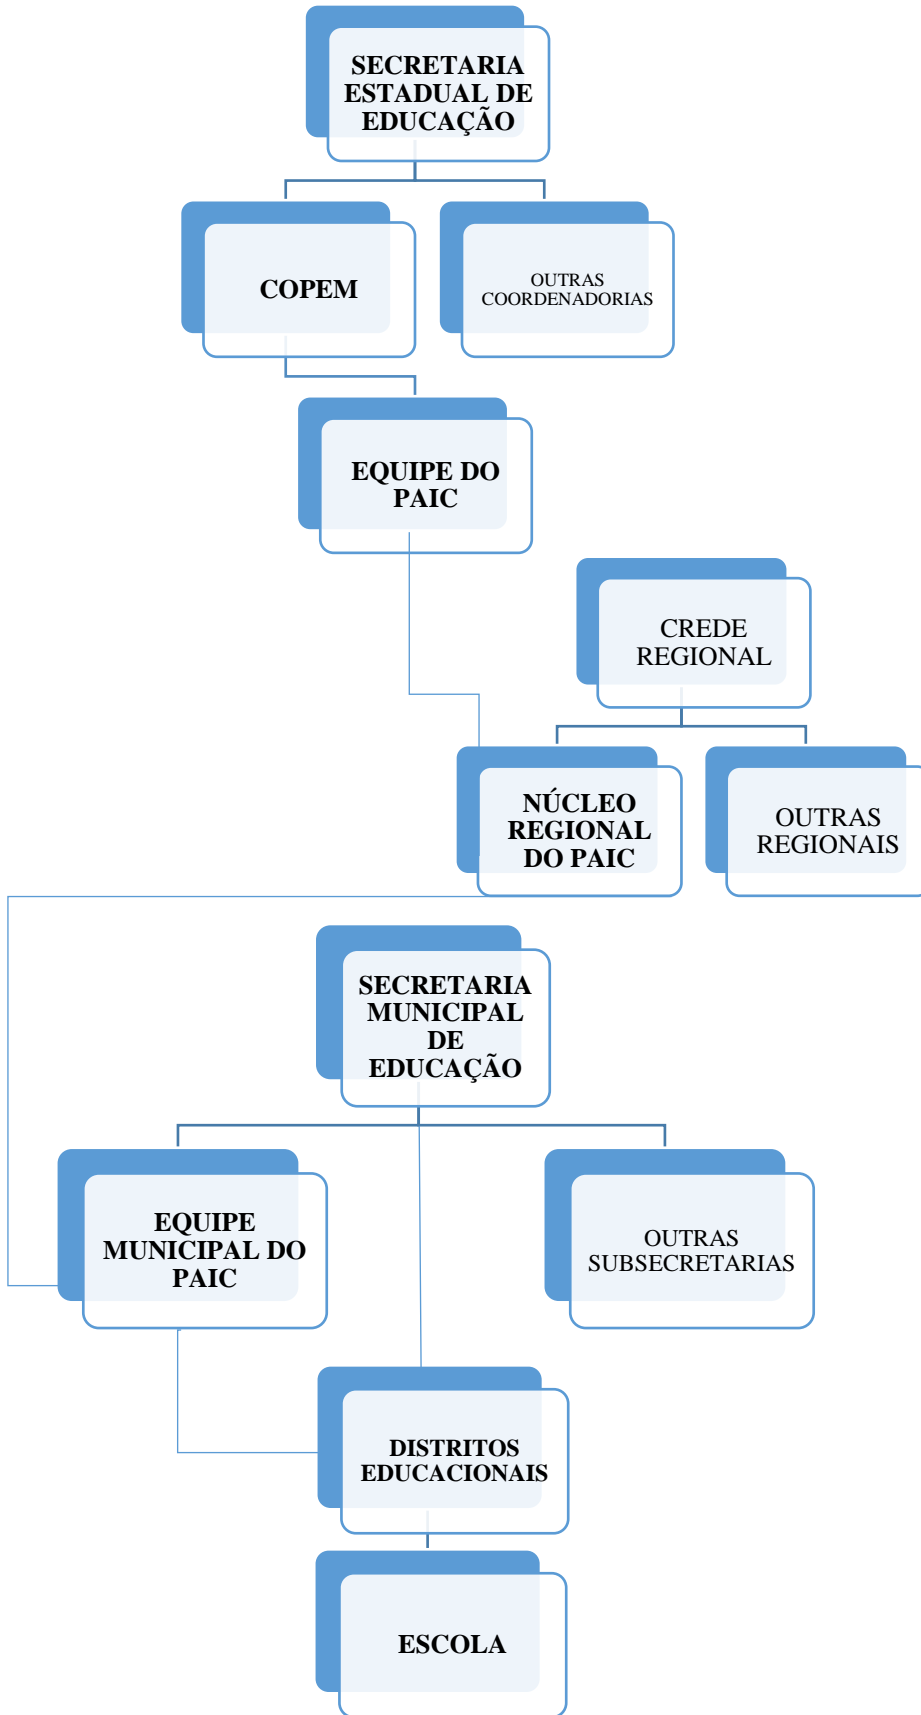 SECRETARIA
ESTADUAL DE
EDUCAÇÃO
COPEM
OUTRAS
COORDENADORIAS
EQUIPE DO
PAIC
CREDE
REGIONAL
NÚCLEO
REGIONAL
DO PAIC
OUTRAS
REGIONAIS
SECRETARIA
MUNICIPAL
DE
EDUCAÇÃO
EQUIPE
MUNICIPAL DO
PAIC
OUTRAS
SUBSECRETARIAS
DISTRITOS
EDUCACIONAIS
ESCOLA